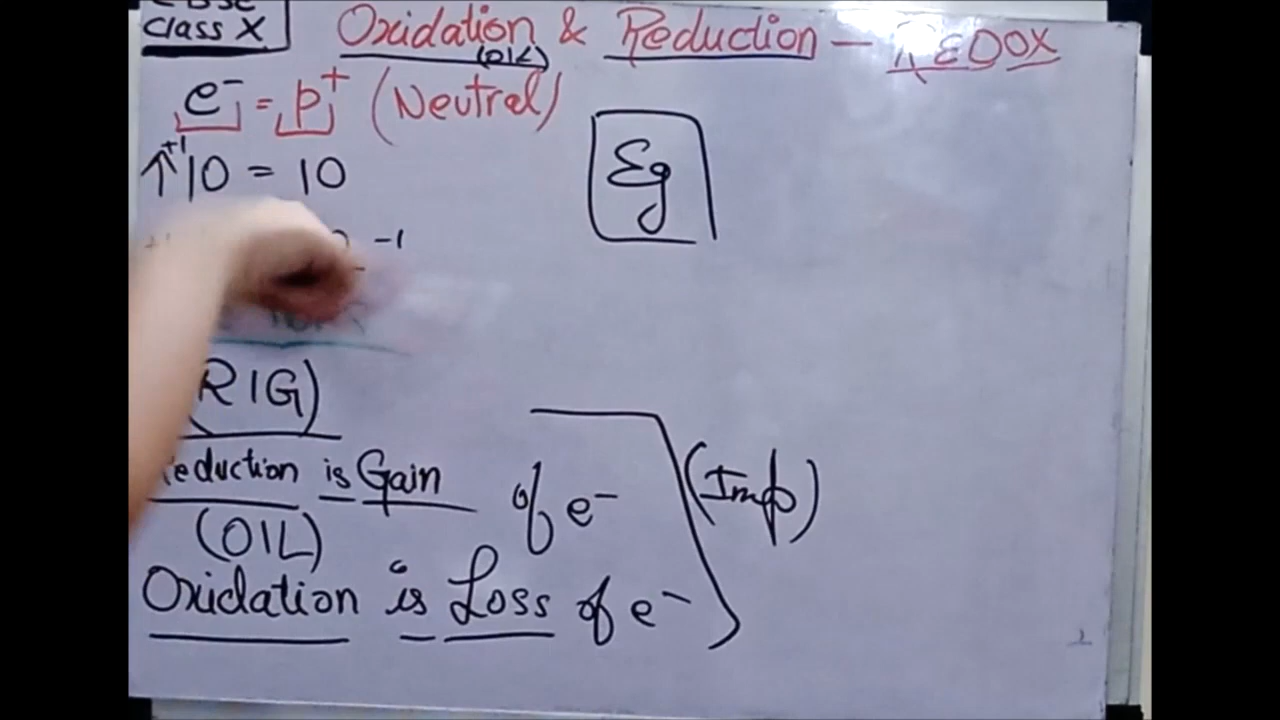 Class X
Oxidation & Reduction - REDOX
(OIL)
e⁻ = p⁺ (Neutral)
↑⁺¹ 10 = 10
-1
(RIG)
Reduction is Gain
of e⁻
(Imp)
(OIL)
Oxidation is Loss of e⁻
Eg